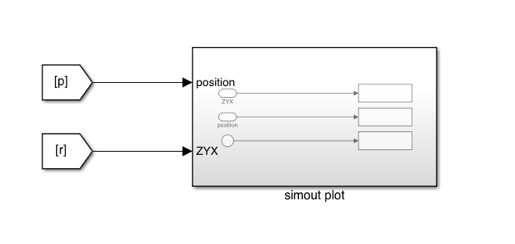 [p]
position
ZYX
position
[r]
ZYX
simout plot